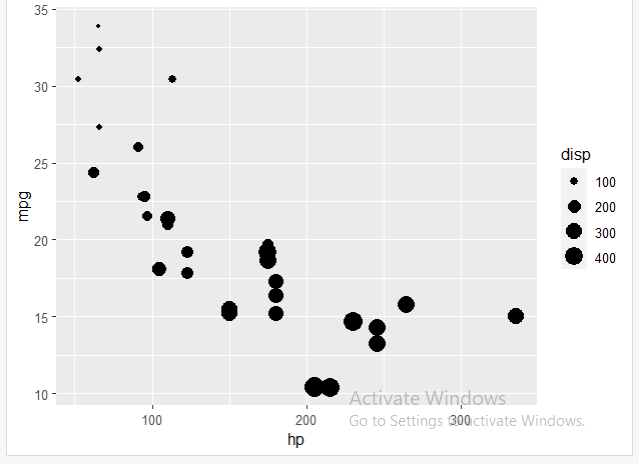 35
30
25
20
15
10
mpg
100
200
300
hp
disp
100
200
300
400
Activate Windows
Go to Settings to activate Windows.